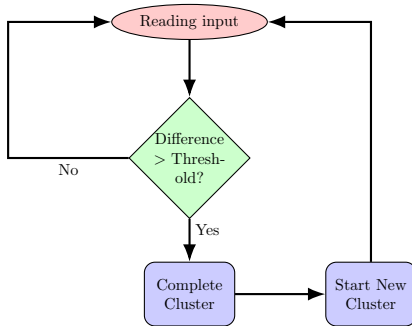 Reading input
Difference
> Thresh-
old?
No
Yes
Complete
Cluster
Start New
Cluster